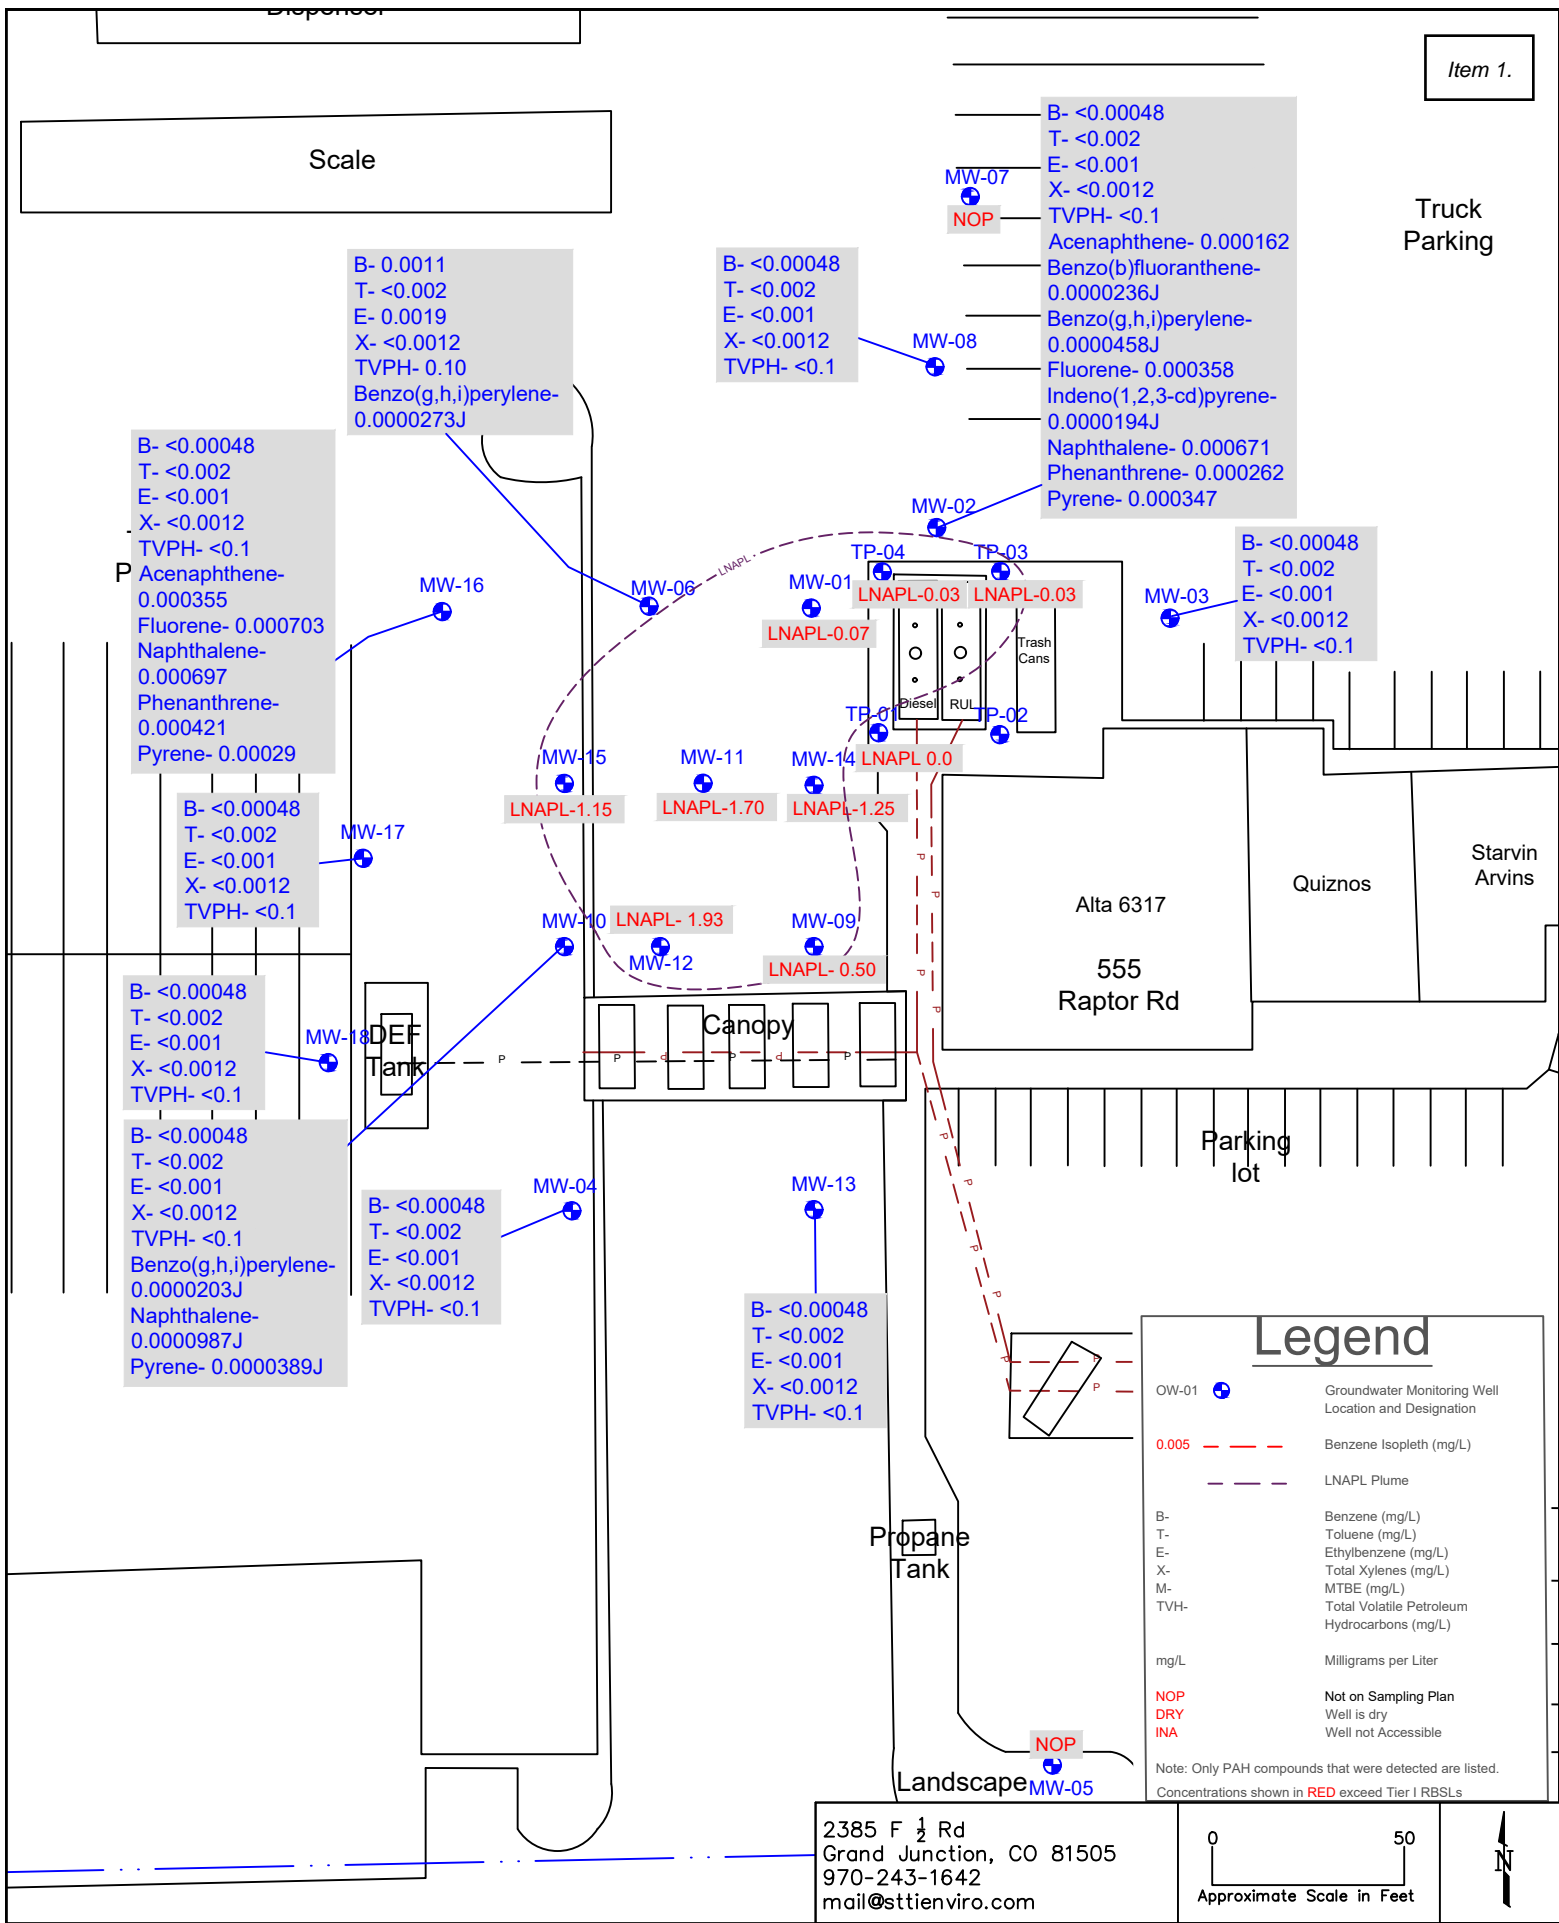 Item 1.
Scale
Truck
Parking
MW-07
NOP
B- <0.00048
T- <0.002
E- <0.001
X- <0.0012
TVPH- <0.1
Acenaphthene- 0.000162
Benzo(b)fluoranthene-
0.0000236J
Benzo(g,h,i)perylene-
0.0000458J
Fluorene- 0.000358
Indeno(1,2,3-cd)pyrene-
0.0000194J
Naphthalene- 0.000671
Phenanthrene- 0.000262
Pyrene- 0.000347
B- 0.0011
T- <0.002
E- 0.0019
X- <0.0012
TVPH- 0.10
Benzo(g,h,i)perylene-
0.0000273J
B- <0.00048
T- <0.002
E- <0.001
X- <0.0012
TVPH- <0.1
MW-08
B- <0.00048
T- <0.002
E- <0.001
X- <0.0012
TVPH- <0.1
Acenaphthene-
0.000355
Fluorene- 0.000703
Naphthalene-
0.000697
Phenanthrene-
0.000421
Pyrene- 0.00029
MW-02
B- <0.00048
T- <0.002
E- <0.001
X- <0.0012
TVPH- <0.1
LNAPL
TP-04
TP-03
MW-16
MW-06
MW-01
LNAPL-0.03
LNAPL-0.03
MW-03
LNAPL-0.07
Trash
Cans
Diesel
RUL
TP-01
TP-02
LNAPL 0.0
MW-15
MW-11
MW-14
LNAPL-1.15
LNAPL-1.70
LNAPL-1.25
B- <0.00048
T- <0.002
E- <0.001
X- <0.0012
TVPH- <0.1
MW-17
P
P
Quiznos
Starvin
Arvins
Alta 6317
555
Raptor Rd
MW-10
LNAPL- 1.93
MW-12
MW-09
LNAPL- 0.50
P
P
B- <0.00048
T- <0.002
E- <0.001
X- <0.0012
TVPH- <0.1
MW-18
DEF
Tank
Canopy
P
P
P
P
P
P
B- <0.00048
T- <0.002
E- <0.001
X- <0.0012
TVPH- <0.1
Benzo(g,h,i)perylene-
0.0000203J
Naphthalene-
0.0000987J
Pyrene- 0.0000389J
P
P
Parking
lot
MW-04
B- <0.00048
T- <0.002
E- <0.001
X- <0.0012
TVPH- <0.1
MW-13
P
P
P
B- <0.00048
T- <0.002
E- <0.001
X- <0.0012
TVPH- <0.1
P
P
P
P
Propane
Tank
Landscape
NOP
MW-05
Legend
OW-01 Groundwater Monitoring Well
Location and Designation
0.005 Benzene Isopleth (mg/L)
LNAPL Plume
B- Benzene (mg/L)
T- Toluene (mg/L)
E- Ethylbenzene (mg/L)
X- Total Xylenes (mg/L)
M- MTBE (mg/L)
TVH- Total Volatile Petroleum
Hydrocarbons (mg/L)
mg/L Milligrams per Liter
NOP Not on Sampling Plan
DRY Well is dry
INA Well not Accessible
Note: Only PAH compounds that were detected are listed.
Concentrations shown in RED exceed Tier I RBSLs
2385 F ½ Rd
Grand Junction, CO 81505
970-243-1642
mail@sttienviro.com
0 50
Approximate Scale in Feet
N